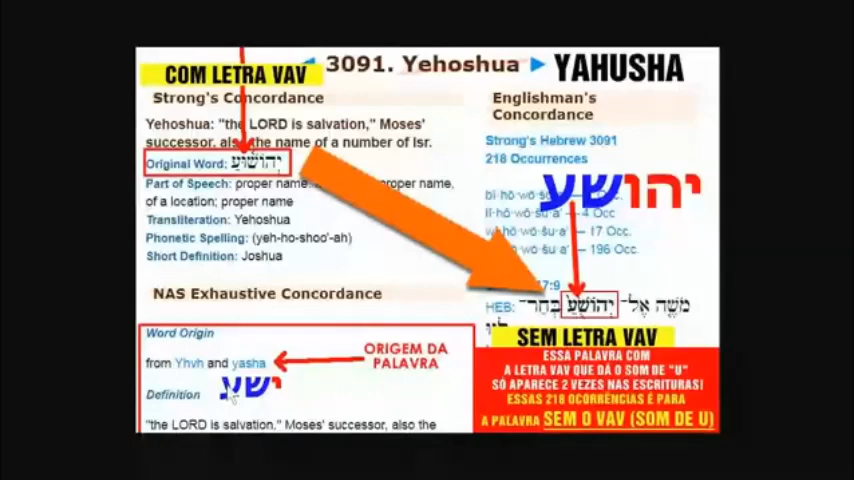 COM LETRA VAV
3091. Yehoshua
YAHUSHA
Strong's Concordance
Yehoshua: "the LORD is salvation," Moses'
successor, also the name of a number of Isr.
Original Word: יְהוֹשׁוּעַ
Part of Speech: proper name, proper name,
of a location; proper name
Transliteration: Yehoshua
Phonetic Spelling: (yeh-ho-shoo'-ah)
Short Definition: Joshua
NAS Exhaustive Concordance
Word Origin
from Yhvh and yasha
ORIGEM DA
PALAVRA
ישע
Definition
"the LORD is salvation," Moses' successor, also the
Englishman's
Concordance
Strong's Hebrew 3091
218 Occurrences
יהושע
4 Occ
17 Occ.
196 Occ.
7:9
HEB: מֹשֶׁ֤ה אֶל־ יְהוֹשֻׁ֙עַ֙ בְּחַר־
SEM LETRA VAV
ESSA PALAVRA COM
A LETRA VAV QUE DÁ O SOM DE "U"
SÓ APARECE 2 VEZES NAS ESCRITURAS!
ESSAS 218 OCORRÊNCIAS É PARA
A PALAVRA SEM O VAV (SOM DE U)